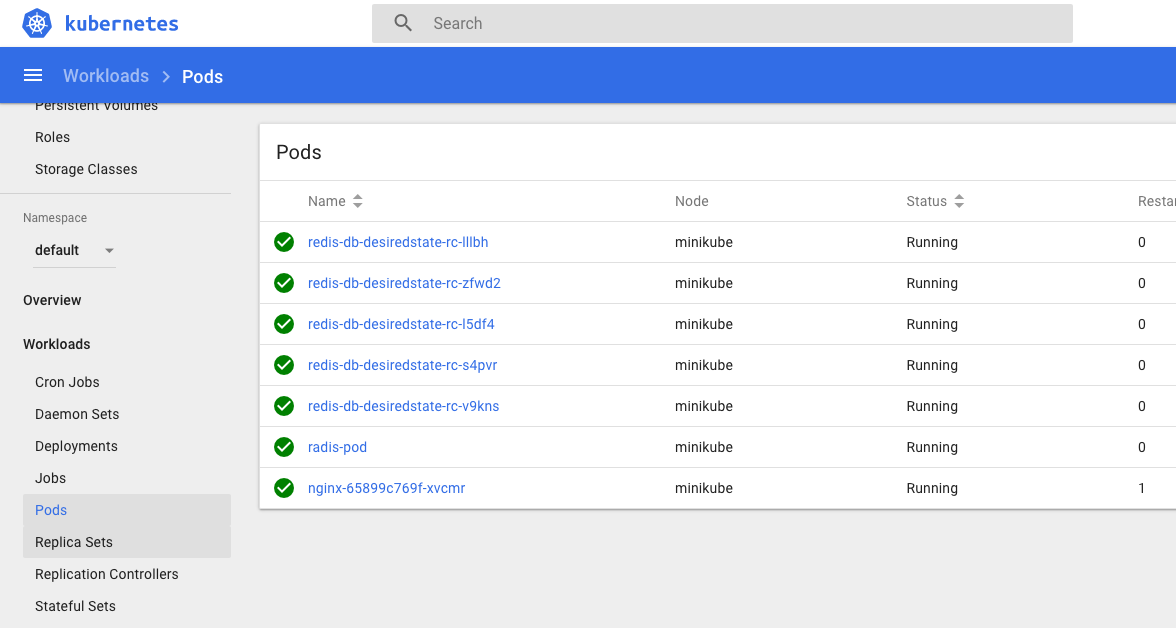 kubernetes
Search
Workloads > Pods
Persistent Volumes
Roles
Storage Classes
Namespace
default
Overview
Workloads
Cron Jobs
Daemon Sets
Deployments
Jobs
Pods
Replica Sets
Replication Controllers
Stateful Sets
Pods
Name Node Status Restar
redis-db-desiredstate-rc-lllbh minikube Running 0
redis-db-desiredstate-rc-zfwd2 minikube Running 0
redis-db-desiredstate-rc-l5df4 minikube Running 0
redis-db-desiredstate-rc-s4pvr minikube Running 0
redis-db-desiredstate-rc-v9kns minikube Running 0
radis-pod minikube Running 0
nginx-65899c769f-xvcmr minikube Running 1